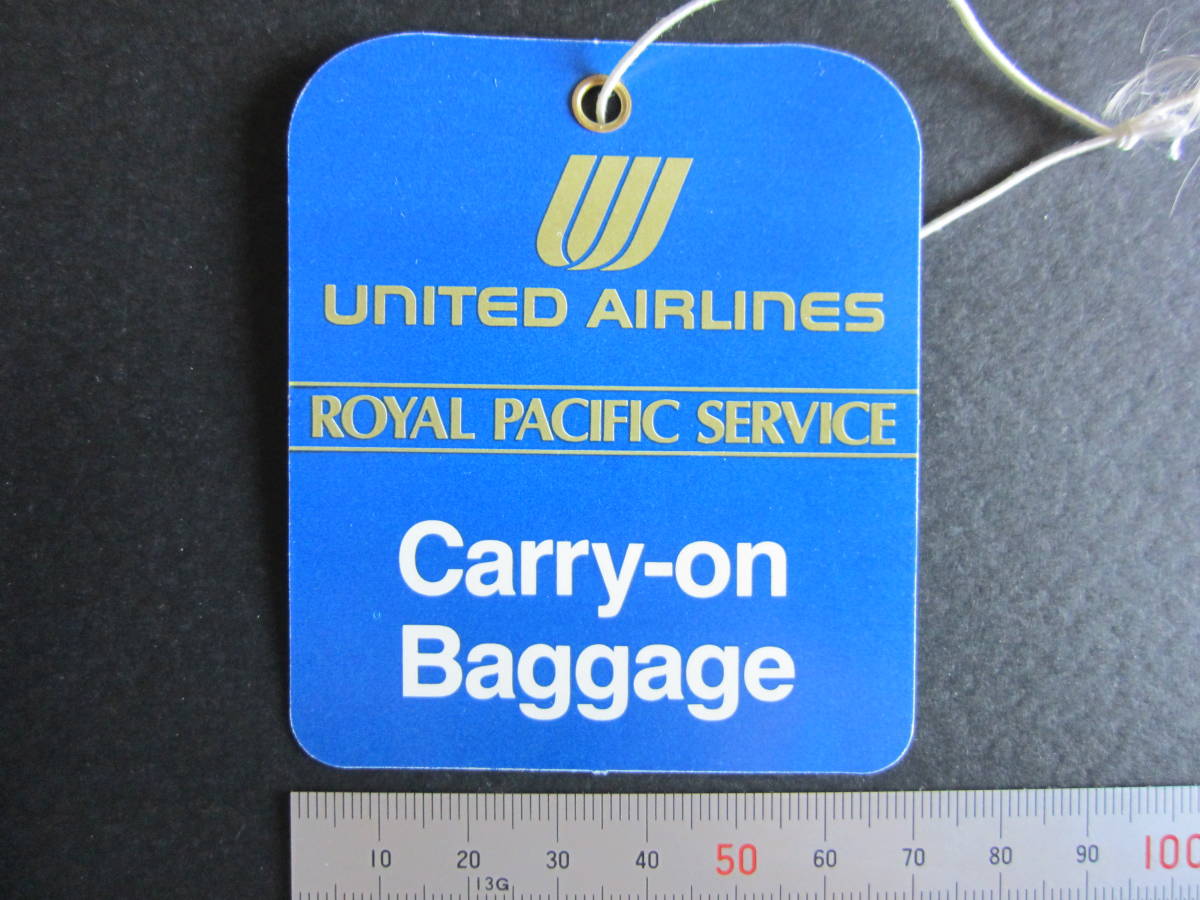 UNITED AIRLINES
ROYAL PACIFIC SERVICE
Carry-on
Baggage
10 20 30 40 50 60 70 80 90 100
13G